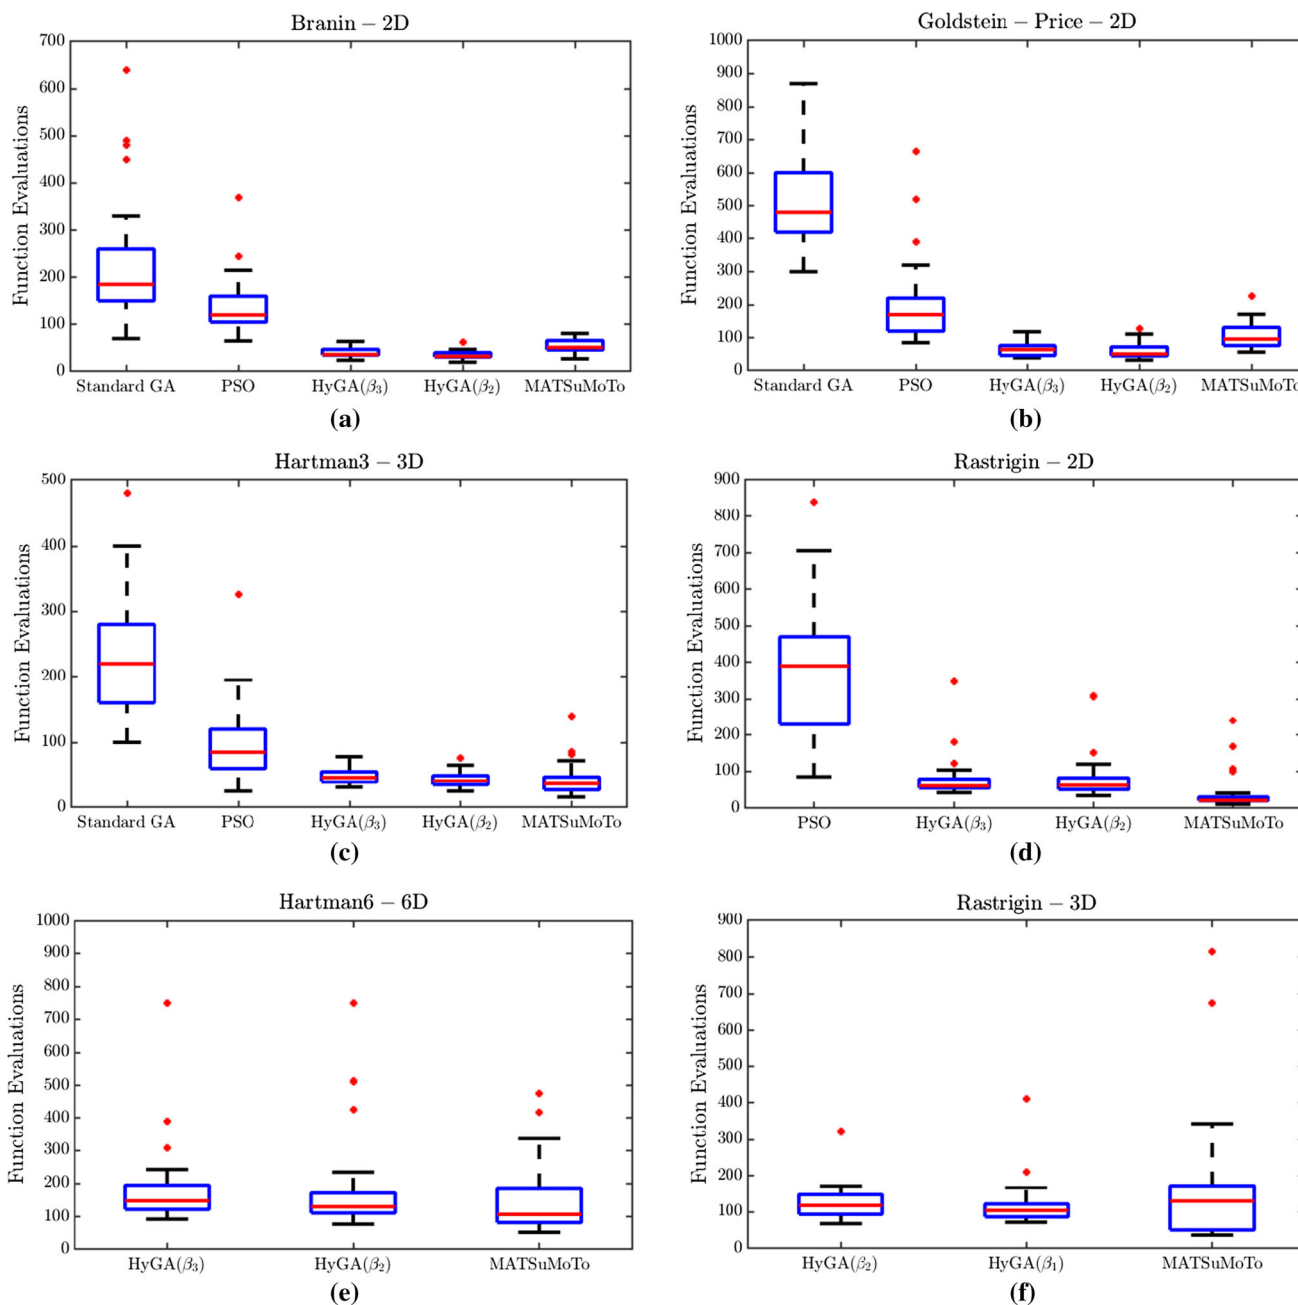 Branin − 2D
Function Evaluations
700
600
500
400
300
200
100
0
Standard GA PSO HyGA(β₃) HyGA(β₂) MATSuMoTo
(a)
Goldstein − Price − 2D
Function Evaluations
1000
900
800
700
600
500
400
300
200
100
0
Standard GA PSO HyGA(β₃) HyGA(β₂) MATSuMoTo
(b)
Hartman3 − 3D
Function Evaluations
500
400
300
200
100
0
Standard GA PSO HyGA(β₃) HyGA(β₂) MATSuMoTo
(c)
Rastrigin − 2D
Function Evaluations
900
800
700
600
500
400
300
200
100
0
PSO HyGA(β₃) HyGA(β₂) MATSuMoTo
(d)
Hartman6 − 6D
Function Evaluations
1000
900
800
700
600
500
400
300
200
100
0
HyGA(β₃) HyGA(β₂) MATSuMoTo
(e)
Rastrigin − 3D
Function Evaluations
900
800
700
600
500
400
300
200
100
0
HyGA(β₂) HyGA(β₁) MATSuMoTo
(f)